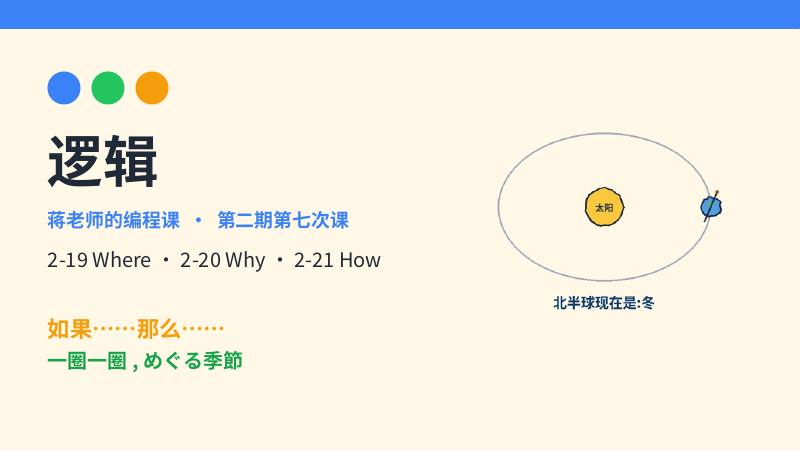 逻辑
蒋老师的编程课 · 第二期第七次课
2-19 Where · 2-20 Why · 2-21 How
如果……那么……
一圈一圈 , めぐる季節
太阳
北半球现在是:冬